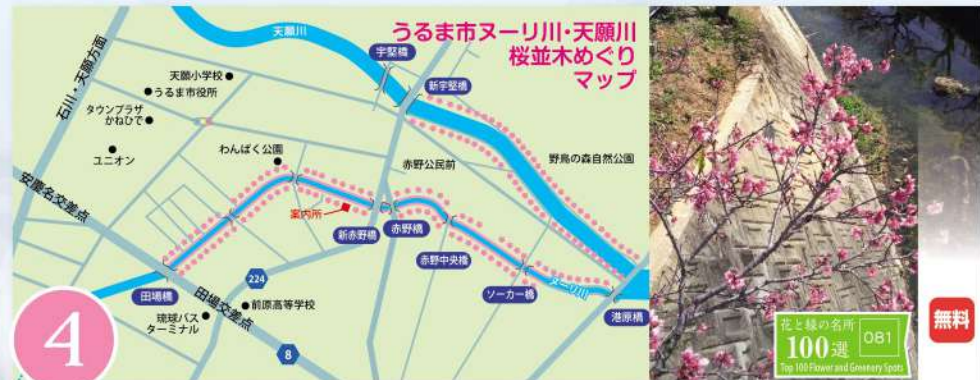 うるま市ヌーリ川・天願川
桜並木めぐり
マップ
天願川
宇堅橋
新宇堅橋
石川・天願方面
天願小学校
うるま市役所
タウンプラザ
かねひで
ユニオン
わんぱく公園
赤野公民前
野鳥の森自然公園
安慶名交差点
案内所
新赤野橋
赤野橋
赤野中央橋
ソーカー橋
ヌーリ川
港原橋
田場橋
224
田場交差点
前原高等学校
琉球バス
ターミナル
8
4
花と緑の名所
100選
081
Top 100 Flower and Greenery Spots
無料